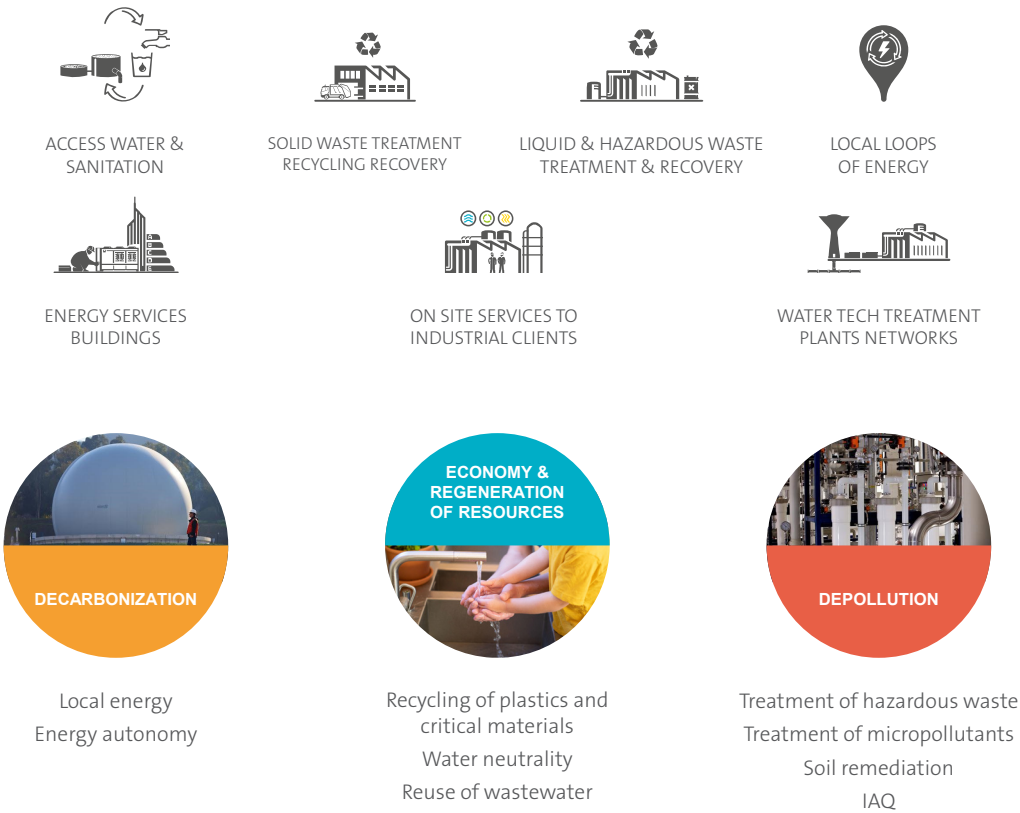 ACCESS WATER &
SANITATION
SOLID WASTE TREATMENT
RECYCLING RECOVERY
LIQUID & HAZARDOUS WASTE
TREATMENT & RECOVERY
LOCAL LOOPS
OF ENERGY
ENERGY SERVICES
BUILDINGS
ON SITE SERVICES TO
INDUSTRIAL CLIENTS
WATER TECH TREATMENT
PLANTS NETWORKS
DECARBONIZATION
Local energy
Energy autonomy
ECONOMY &
REGENERATION
OF RESOURCES
Recycling of plastics and
critical materials
Water neutrality
Reuse of wastewater
DEPOLLUTION
Treatment of hazardous waste
Treatment of micropollutants
Soil remediation
IAQ